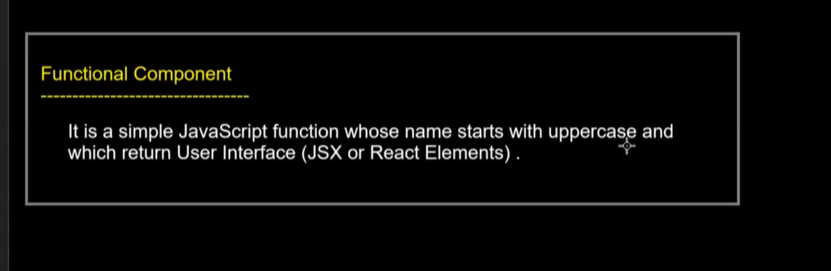 Functional Component
---------------------------------
It is a simple JavaScript function whose name starts with uppercase and
which return User Interface (JSX or React Elements) .